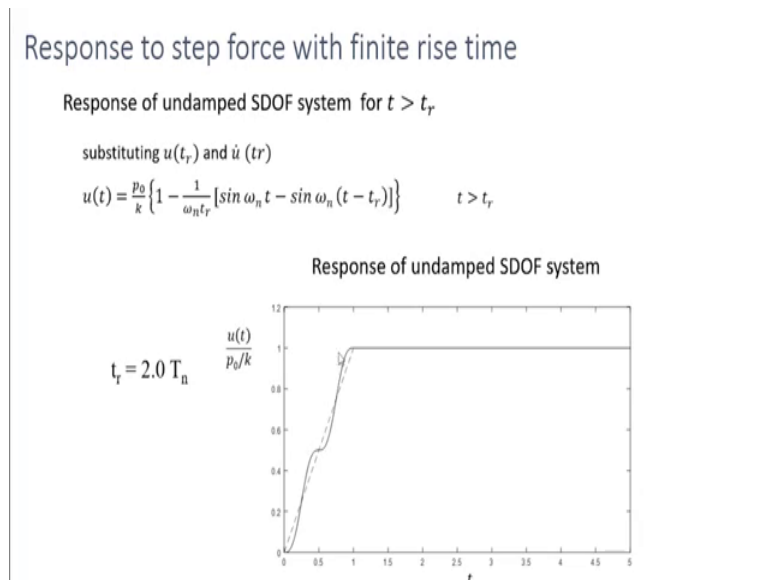 Response to step force with finite rise time
Response of undamped SDOF system for t > tᵣ
substituting u(tᵣ) and u̇ (tr)
u(t) = p₀/k {1 − 1/ωₙtᵣ [sin ωₙ t − sin ωₙ (t − tᵣ)]} t > tᵣ
Response of undamped SDOF system
tᵣ = 2.0 Tₙ
u(t)
p₀/k
1.2
1
0.8
0.6
0.4
0.2
0
0 0.5 1 1.5 2 2.5 3 3.5 4 4.5 5
t